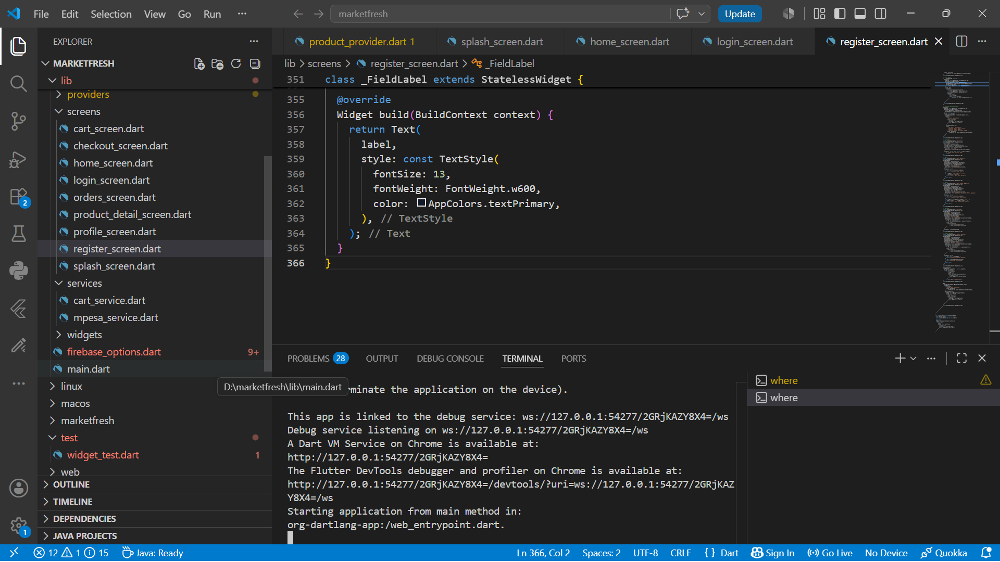 File Edit Selection View Go Run ···
marketfresh
Update
EXPLORER
product_provider.dart 1
splash_screen.dart
home_screen.dart
login_screen.dart
register_screen.dart
MARKETFRESH
lib > screens > register_screen.dart > _FieldLabel
lib
providers
screens
cart_screen.dart
checkout_screen.dart
home_screen.dart
login_screen.dart
orders_screen.dart
product_detail_screen.dart
profile_screen.dart
register_screen.dart
splash_screen.dart
services
cart_service.dart
mpesa_service.dart
widgets
firebase_options.dart 9+
main.dart
linux
macos
marketfresh
test
widget_test.dart 1
web
OUTLINE
TIMELINE
DEPENDENCIES
JAVA PROJECTS
2
1
D:\marketfresh\lib\main.dart
351 class _FieldLabel extends StatelessWidget {
355 @override
356 Widget build(BuildContext context) {
357 return Text(
358 label,
359 style: const TextStyle(
360 fontSize: 13,
361 fontWeight: FontWeight.w600,
362 color: AppColors.textPrimary,
363 ), // TextStyle
364 ); // Text
365 }
366 }
PROBLEMS 28 OUTPUT DEBUG CONSOLE TERMINAL PORTS
rminate the application on the device).
This app is linked to the debug service: ws://127.0.0.1:54277/2GRjKAZY8X4=/ws
Debug service listening on ws://127.0.0.1:54277/2GRjKAZY8X4=/ws
A Dart VM Service on Chrome is available at:
http://127.0.0.1:54277/2GRjKAZY8X4=
The Flutter DevTools debugger and profiler on Chrome is available at:
http://127.0.0.1:54277/2GRjKAZY8X4=/devtools/?uri=ws://127.0.0.1:54277/2GRjKAZ
Y8X4=/ws
Starting application from main method in:
org-dartlang-app:/web_entrypoint.dart.
where
where
12 1 15 Java: Ready
Ln 366, Col 2 Spaces: 2 UTF-8 CRLF { } Dart Sign In Go Live No Device Quokka